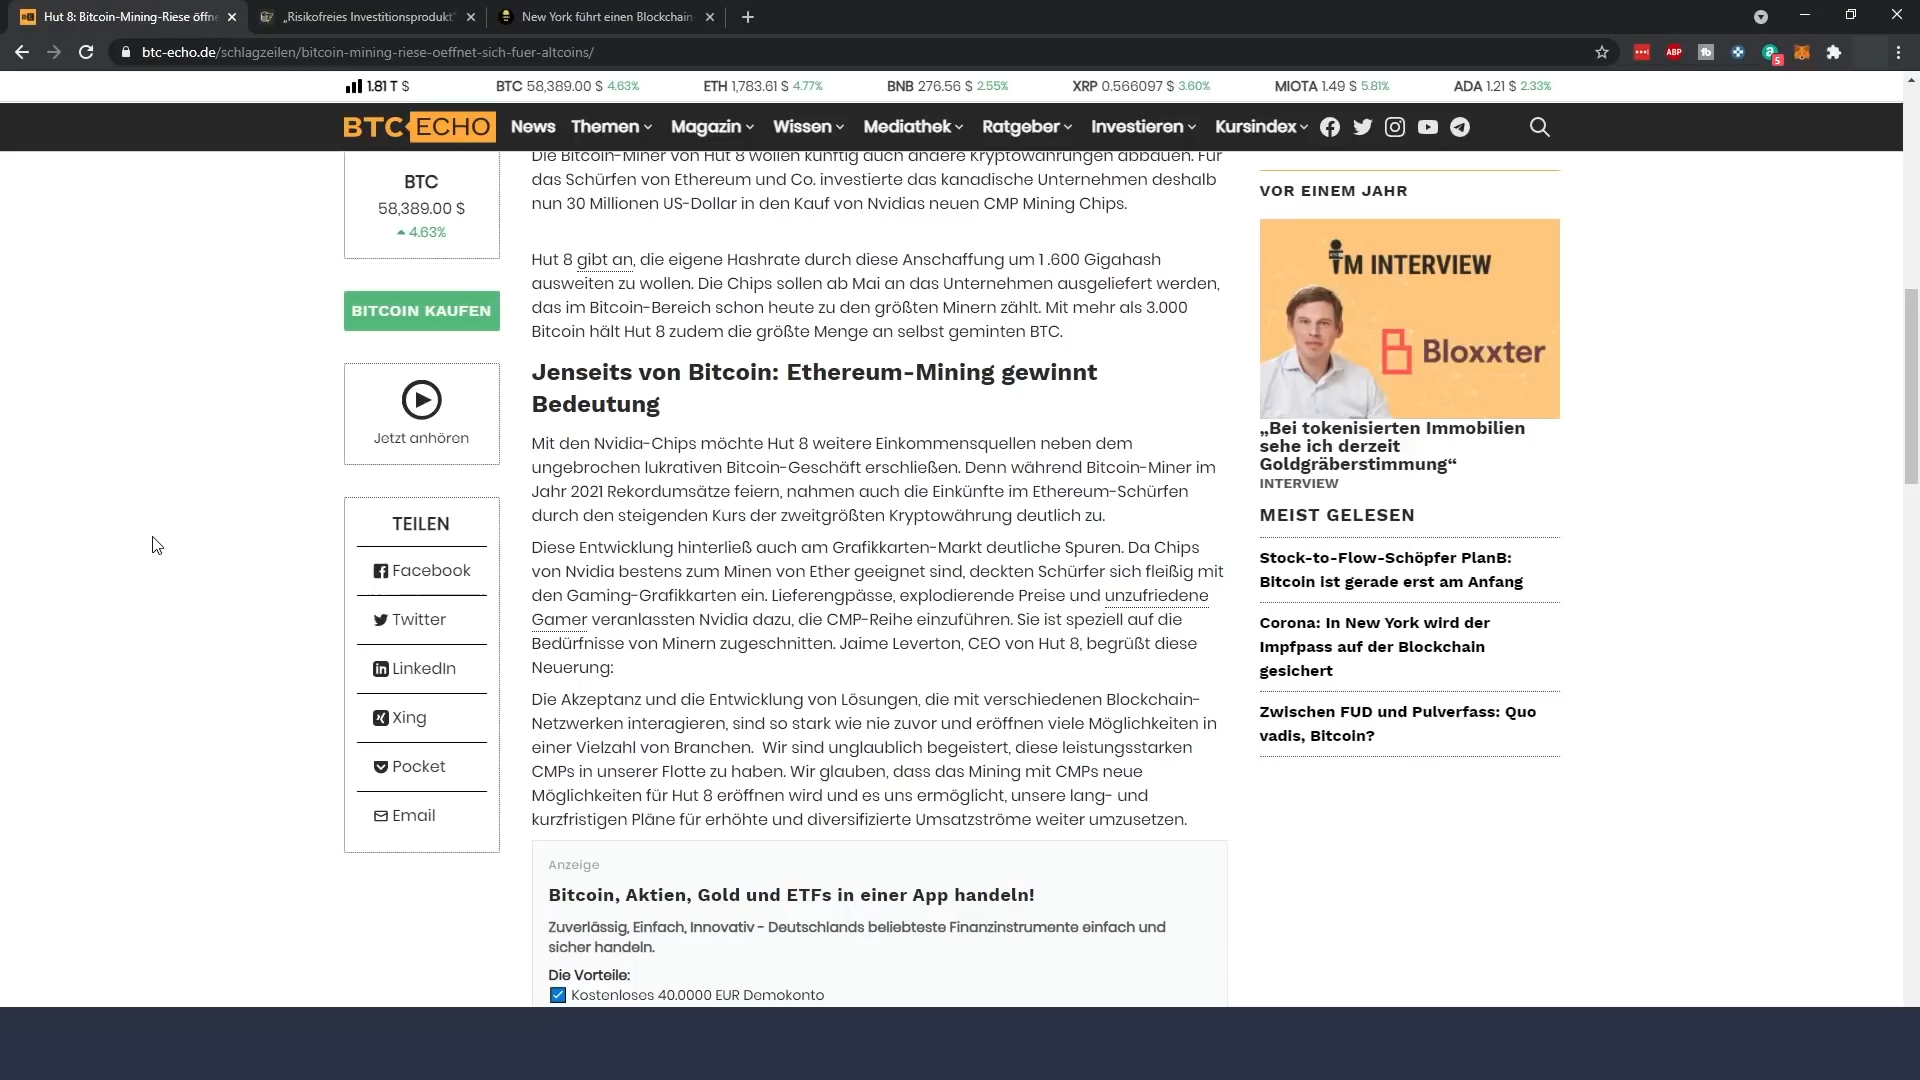 Hut 8: Bitcoin-Mining-Riese öffn
„Risikofreies Investitionsprodukt"
New York führt einen Blockchain
btc-echo.de/schlagzeilen/bitcoin-mining-riese-oeffnet-sich-fuer-altcoins/
ABP
5
1.81 T $
BTC 58,389.00 $ 4.63%
ETH 1,783.61 $ 4.77%
BNB 276.56 $ 2.55%
XRP 0.566097 $ 3.60%
MIOTA 1.49 $ 5.81%
ADA 1.21 $ 2.33%
BTC ECHO
News
Themen
Magazin
Wissen
Mediathek
Ratgeber
Investieren
Kursindex
BTC
58,389.00 $
4.63%
BITCOIN KAUFEN
Jetzt anhören
TEILEN
Facebook
Twitter
LinkedIn
Xing
Pocket
Email
Die Bitcoin-Miner von Hut 8 wollen künftig auch andere Kryptowährungen abbauen. Für
das Schürfen von Ethereum und Co. investierte das kanadische Unternehmen deshalb
nun 30 Millionen US-Dollar in den Kauf von Nvidias neuen CMP Mining Chips.
Hut 8 gibt an, die eigene Hashrate durch diese Anschaffung um 1 .600 Gigahash
ausweiten zu wollen. Die Chips sollen ab Mai an das Unternehmen ausgeliefert werden,
das im Bitcoin-Bereich schon heute zu den größten Minern zählt. Mit mehr als 3.000
Bitcoin hält Hut 8 zudem die größte Menge an selbst geminten BTC.
Jenseits von Bitcoin: Ethereum-Mining gewinnt
Bedeutung
Mit den Nvidia-Chips möchte Hut 8 weitere Einkommensquellen neben dem
ungebrochen lukrativen Bitcoin-Geschäft erschließen. Denn während Bitcoin-Miner im
Jahr 2021 Rekordumsätze feiern, nahmen auch die Einkünfte im Ethereum-Schürfen
durch den steigenden Kurs der zweitgrößten Kryptowährung deutlich zu.
Diese Entwicklung hinterließ auch am Grafikkarten-Markt deutliche Spuren. Da Chips
von Nvidia bestens zum Minen von Ether geeignet sind, deckten Schürfer sich fleißig mit
den Gaming-Grafikkarten ein. Lieferengpässe, explodierende Preise und unzufriedene
Gamer veranlassten Nvidia dazu, die CMP-Reihe einzuführen. Sie ist speziell auf die
Bedürfnisse von Minern zugeschnitten. Jaime Leverton, CEO von Hut 8, begrüßt diese
Neuerung:
Die Akzeptanz und die Entwicklung von Lösungen, die mit verschiedenen Blockchain-
Netzwerken interagieren, sind so stark wie nie zuvor und eröffnen viele Möglichkeiten in
einer Vielzahl von Branchen.  Wir sind unglaublich begeistert, diese leistungsstarken
CMPs in unserer Flotte zu haben. Wir glauben, dass das Mining mit CMPs neue
Möglichkeiten für Hut 8 eröffnen wird und es uns ermöglicht, unsere lang- und
kurzfristigen Pläne für erhöhte und diversifizierte Umsatzströme weiter umzusetzen.
Anzeige
Bitcoin, Aktien, Gold und ETFs in einer App handeln!
Zuverlässig, Einfach, Innovativ - Deutschlands beliebteste Finanzinstrumente einfach und
sicher handeln.
Die Vorteile:
Kostenloses 40.0000 EUR Demokonto
VOR EINEM JAHR
IM INTERVIEW
Bloxxter
„Bei tokenisierten Immobilien
sehe ich derzeit
Goldgräberstimmung“
INTERVIEW
MEIST GELESEN
Stock-to-Flow-Schöpfer PlanB:
Bitcoin ist gerade erst am Anfang
Corona: In New York wird der
Impfpass auf der Blockchain
gesichert
Zwischen FUD und Pulverfass: Quo
vadis, Bitcoin?